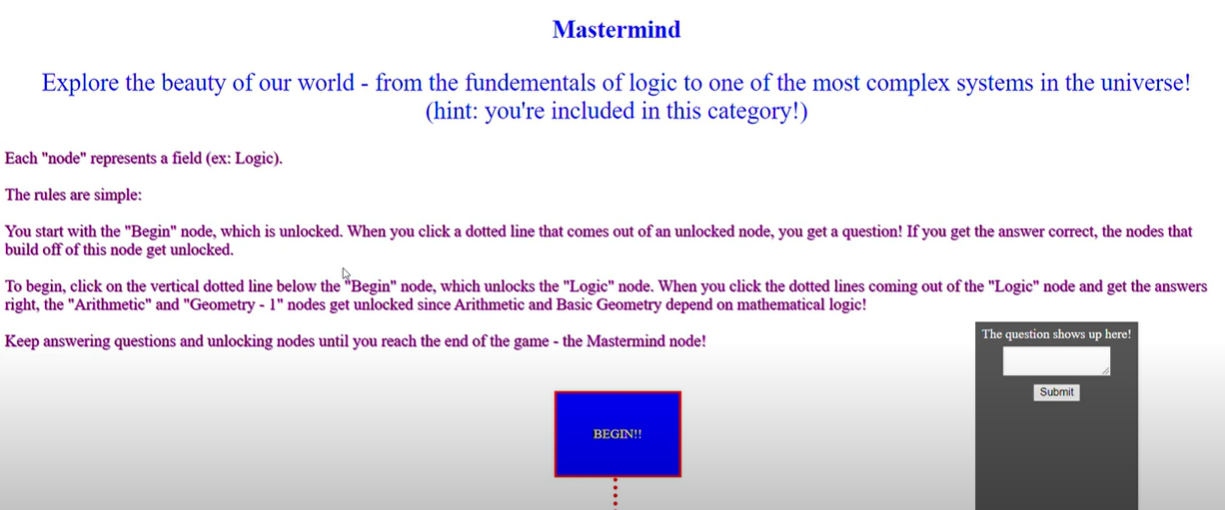 Mastermind
Explore the beauty of our world - from the fundementals of logic to one of the most complex systems in the universe!
(hint: you're included in this category!)
Each "node" represents a field (ex: Logic).
The rules are simple:
You start with the "Begin" node, which is unlocked. When you click a dotted line that comes out of an unlocked node, you get a question! If you get the answer correct, the nodes that
build off of this node get unlocked.
To begin, click on the vertical dotted line below the "Begin" node, which unlocks the "Logic" node. When you click the dotted lines coming out of the "Logic" node and get the answers
right, the "Arithmetic" and "Geometry - 1" nodes get unlocked since Arithmetic and Basic Geometry depend on mathematical logic!
Keep answering questions and unlocking nodes until you reach the end of the game - the Mastermind node!
The question shows up here!
Submit
BEGIN!!